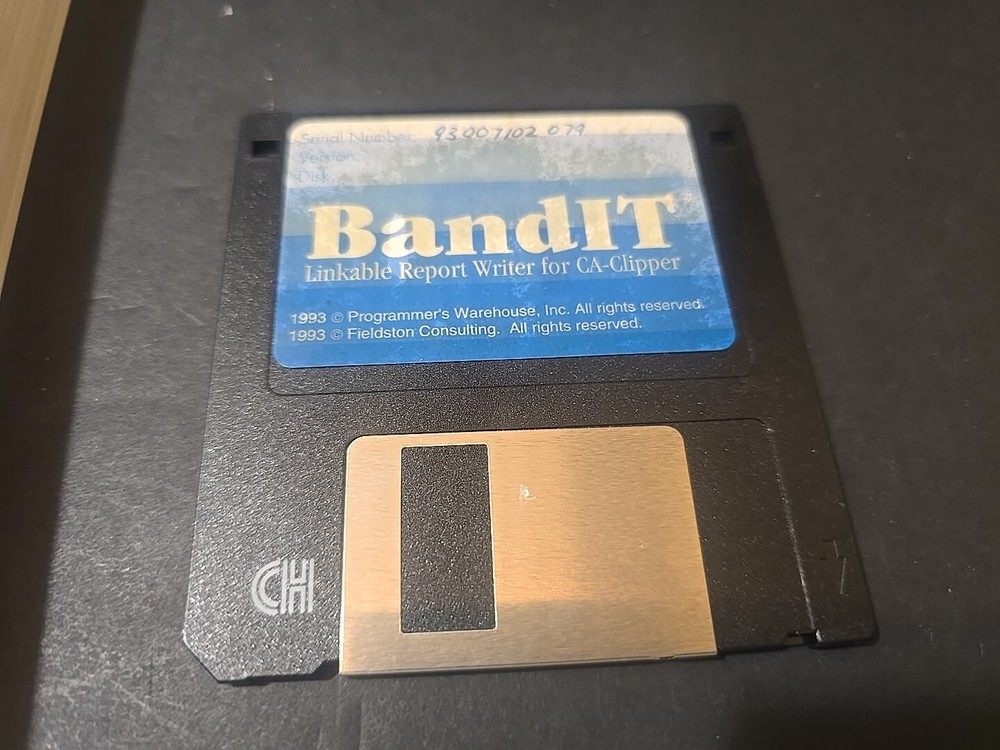 Serial Number: 93007102 079
Version:
Disk:
BandIT
Linkable Report Writer for CA-Clipper
1993 © Programmer's Warehouse, Inc. All rights reserved.
1993 © Fieldston Consulting. All rights reserved.
CH